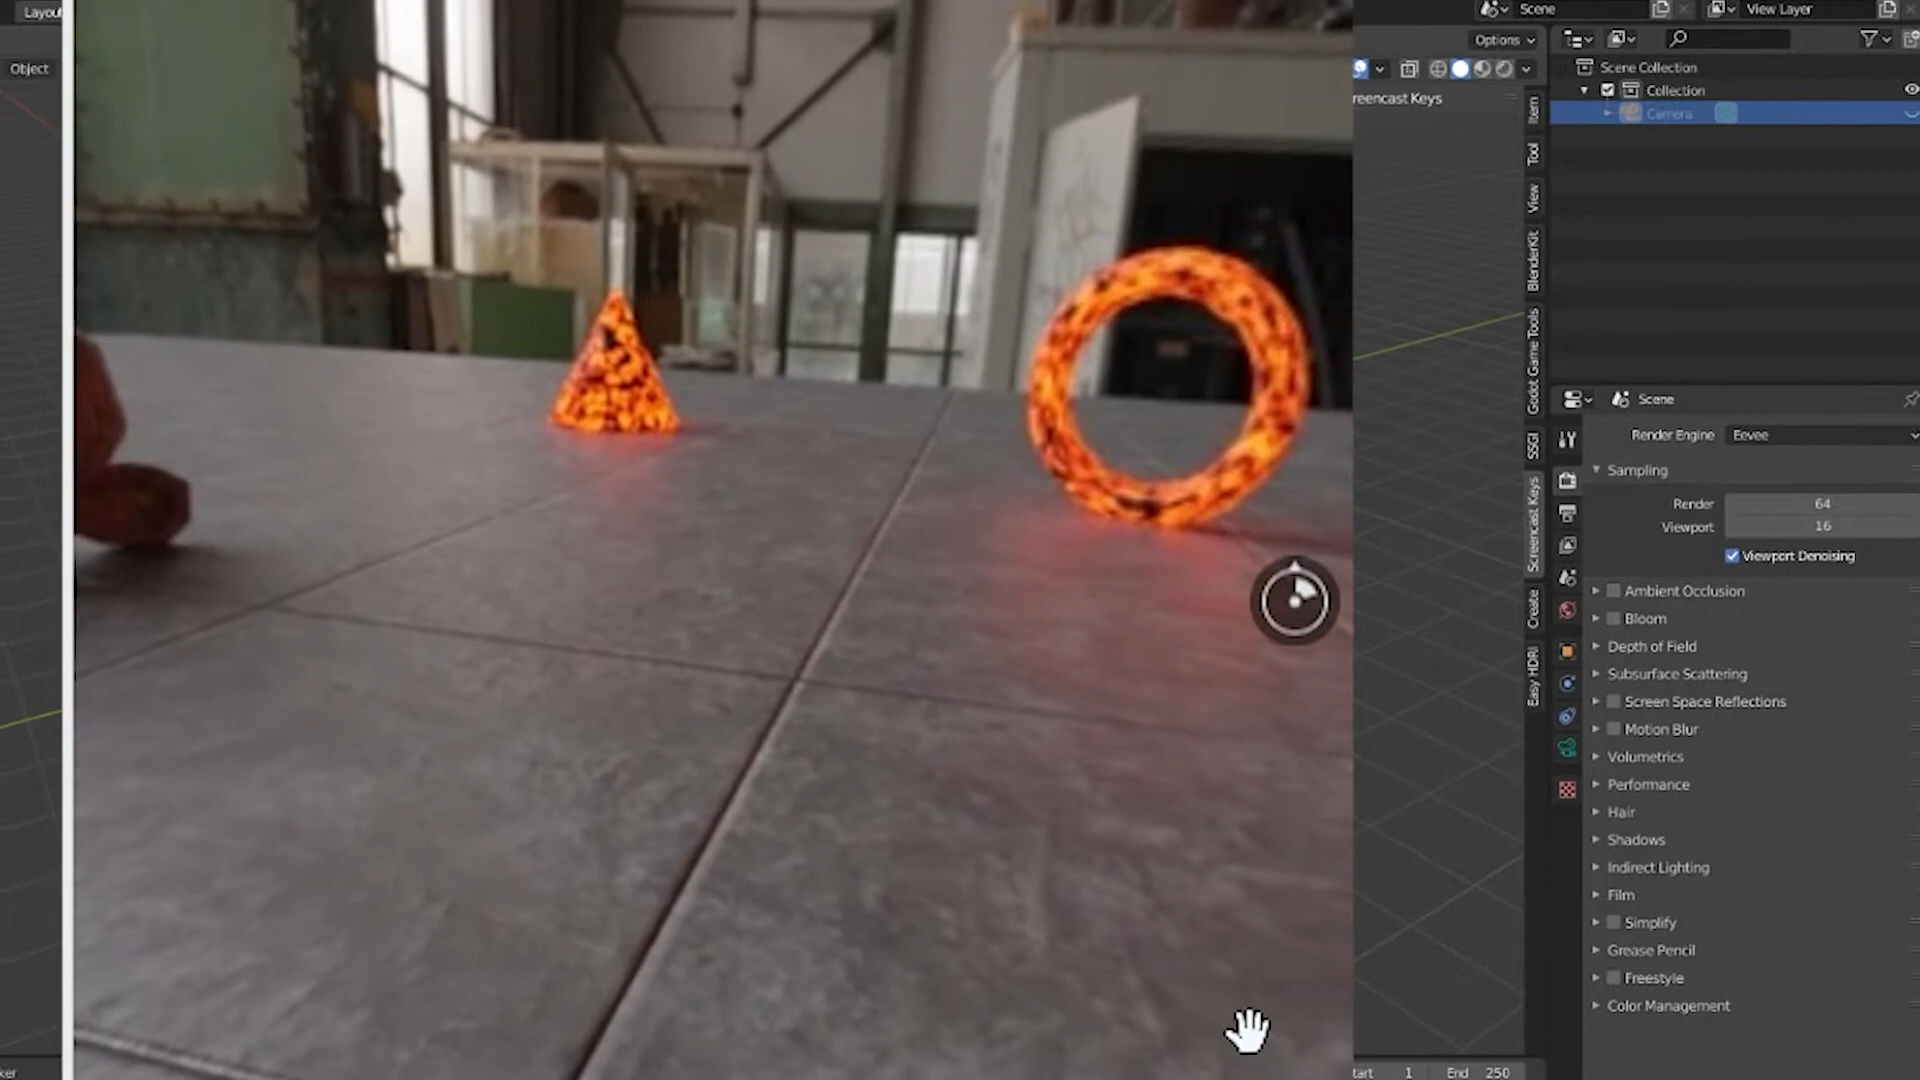 Layou
Scene
View Layer
Object
Options
reencast Keys
Scene Collection
Collection
Camera
Item
Tool
View
BlenderKit
Godot Game Tools
SSGI
Screencast Keys
Create
Easy HDRI
Scene
Render Engine Eevee
Sampling
Render 64
Viewport 16
Viewport Denoising
Ambient Occlusion
Bloom
Depth of Field
Subsurface Scattering
Screen Space Reflections
Motion Blur
Volumetrics
Performance
Hair
Shadows
Indirect Lighting
Film
Simplify
Grease Pencil
Freestyle
Color Management
ker
tart 1 End 250